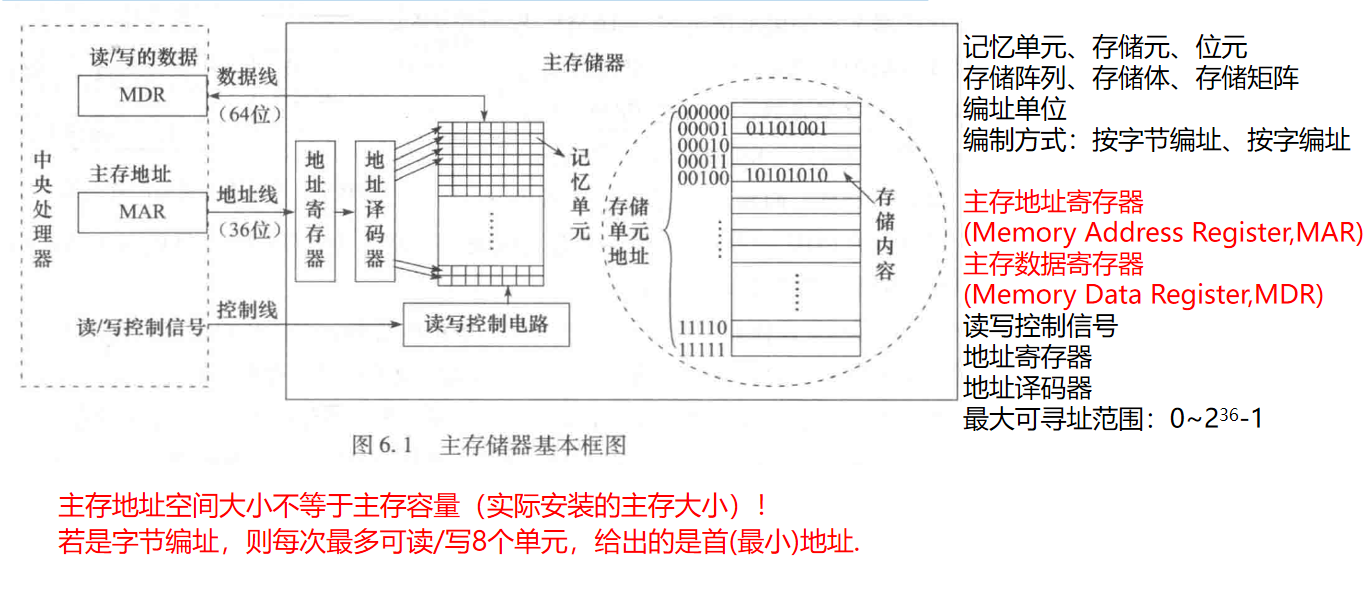 读/写的数据
MDR
数据线
(64位)
主存储器
中央处理器
主存地址
MAR
地址线
(36位)
地址寄存器
地址译码器
记忆单元
读/写控制信号
控制线
读写控制电路
存储
单元
地址
00000
00001
00010
00011
00100
11110
11111
01101001
10101010
存储内容
图 6.1 主存储器基本框图
记忆单元、存储元、位元
存储阵列、存储体、存储矩阵
编址单位
编制方式：按字节编址、按字编址
主存地址寄存器
(Memory Address Register,MAR)
主存数据寄存器
(Memory Data Register,MDR)
读写控制信号
地址寄存器
地址译码器
最大可寻址范围：0~2³⁶-1
主存地址空间大小不等于主存容量（实际安装的主存大小）！
若是字节编址，则每次最多可读/写8个单元，给出的是首(最小)地址.